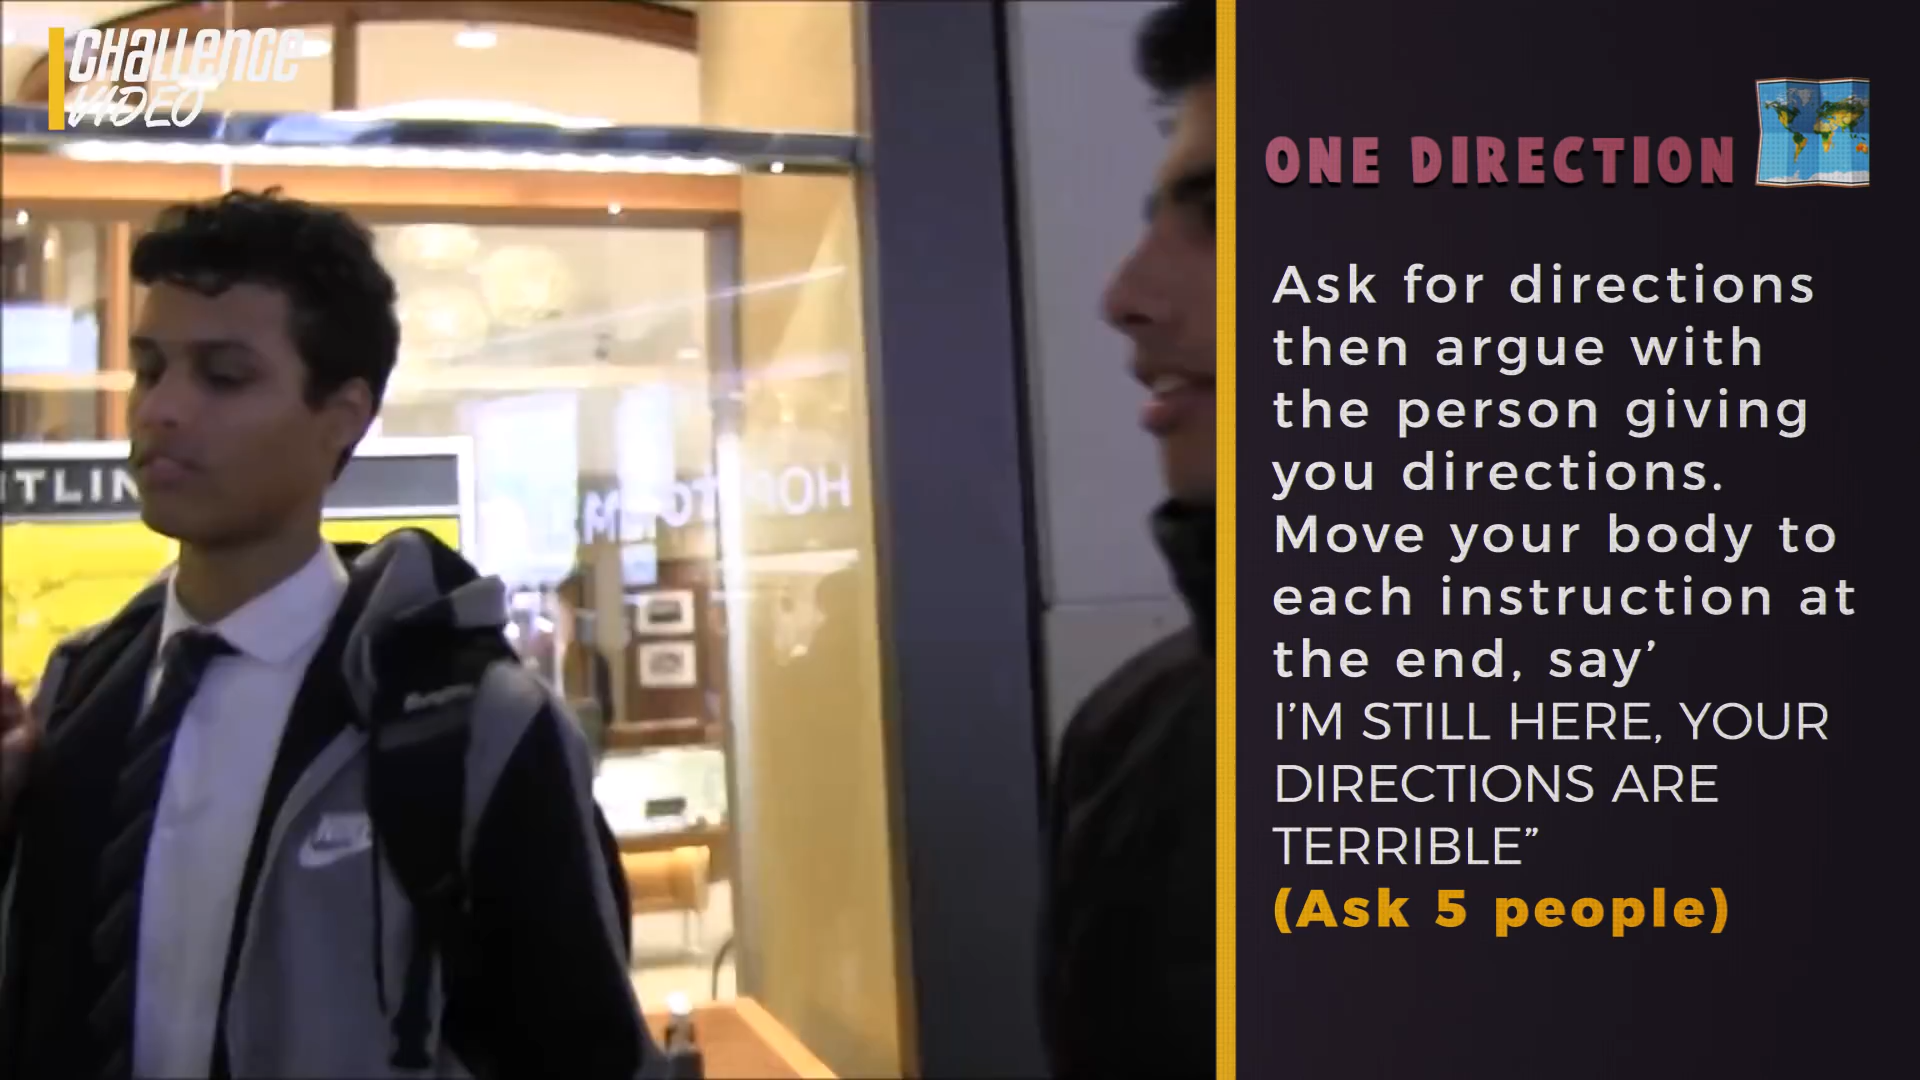 CHALLENGE
VIDEO
ONE DIRECTION
Ask for directions
then argue with
the person giving
you directions.
Move your body to
each instruction at
the end, say’
I’M STILL HERE, YOUR
DIRECTIONS ARE
TERRIBLE”
(Ask 5 people)